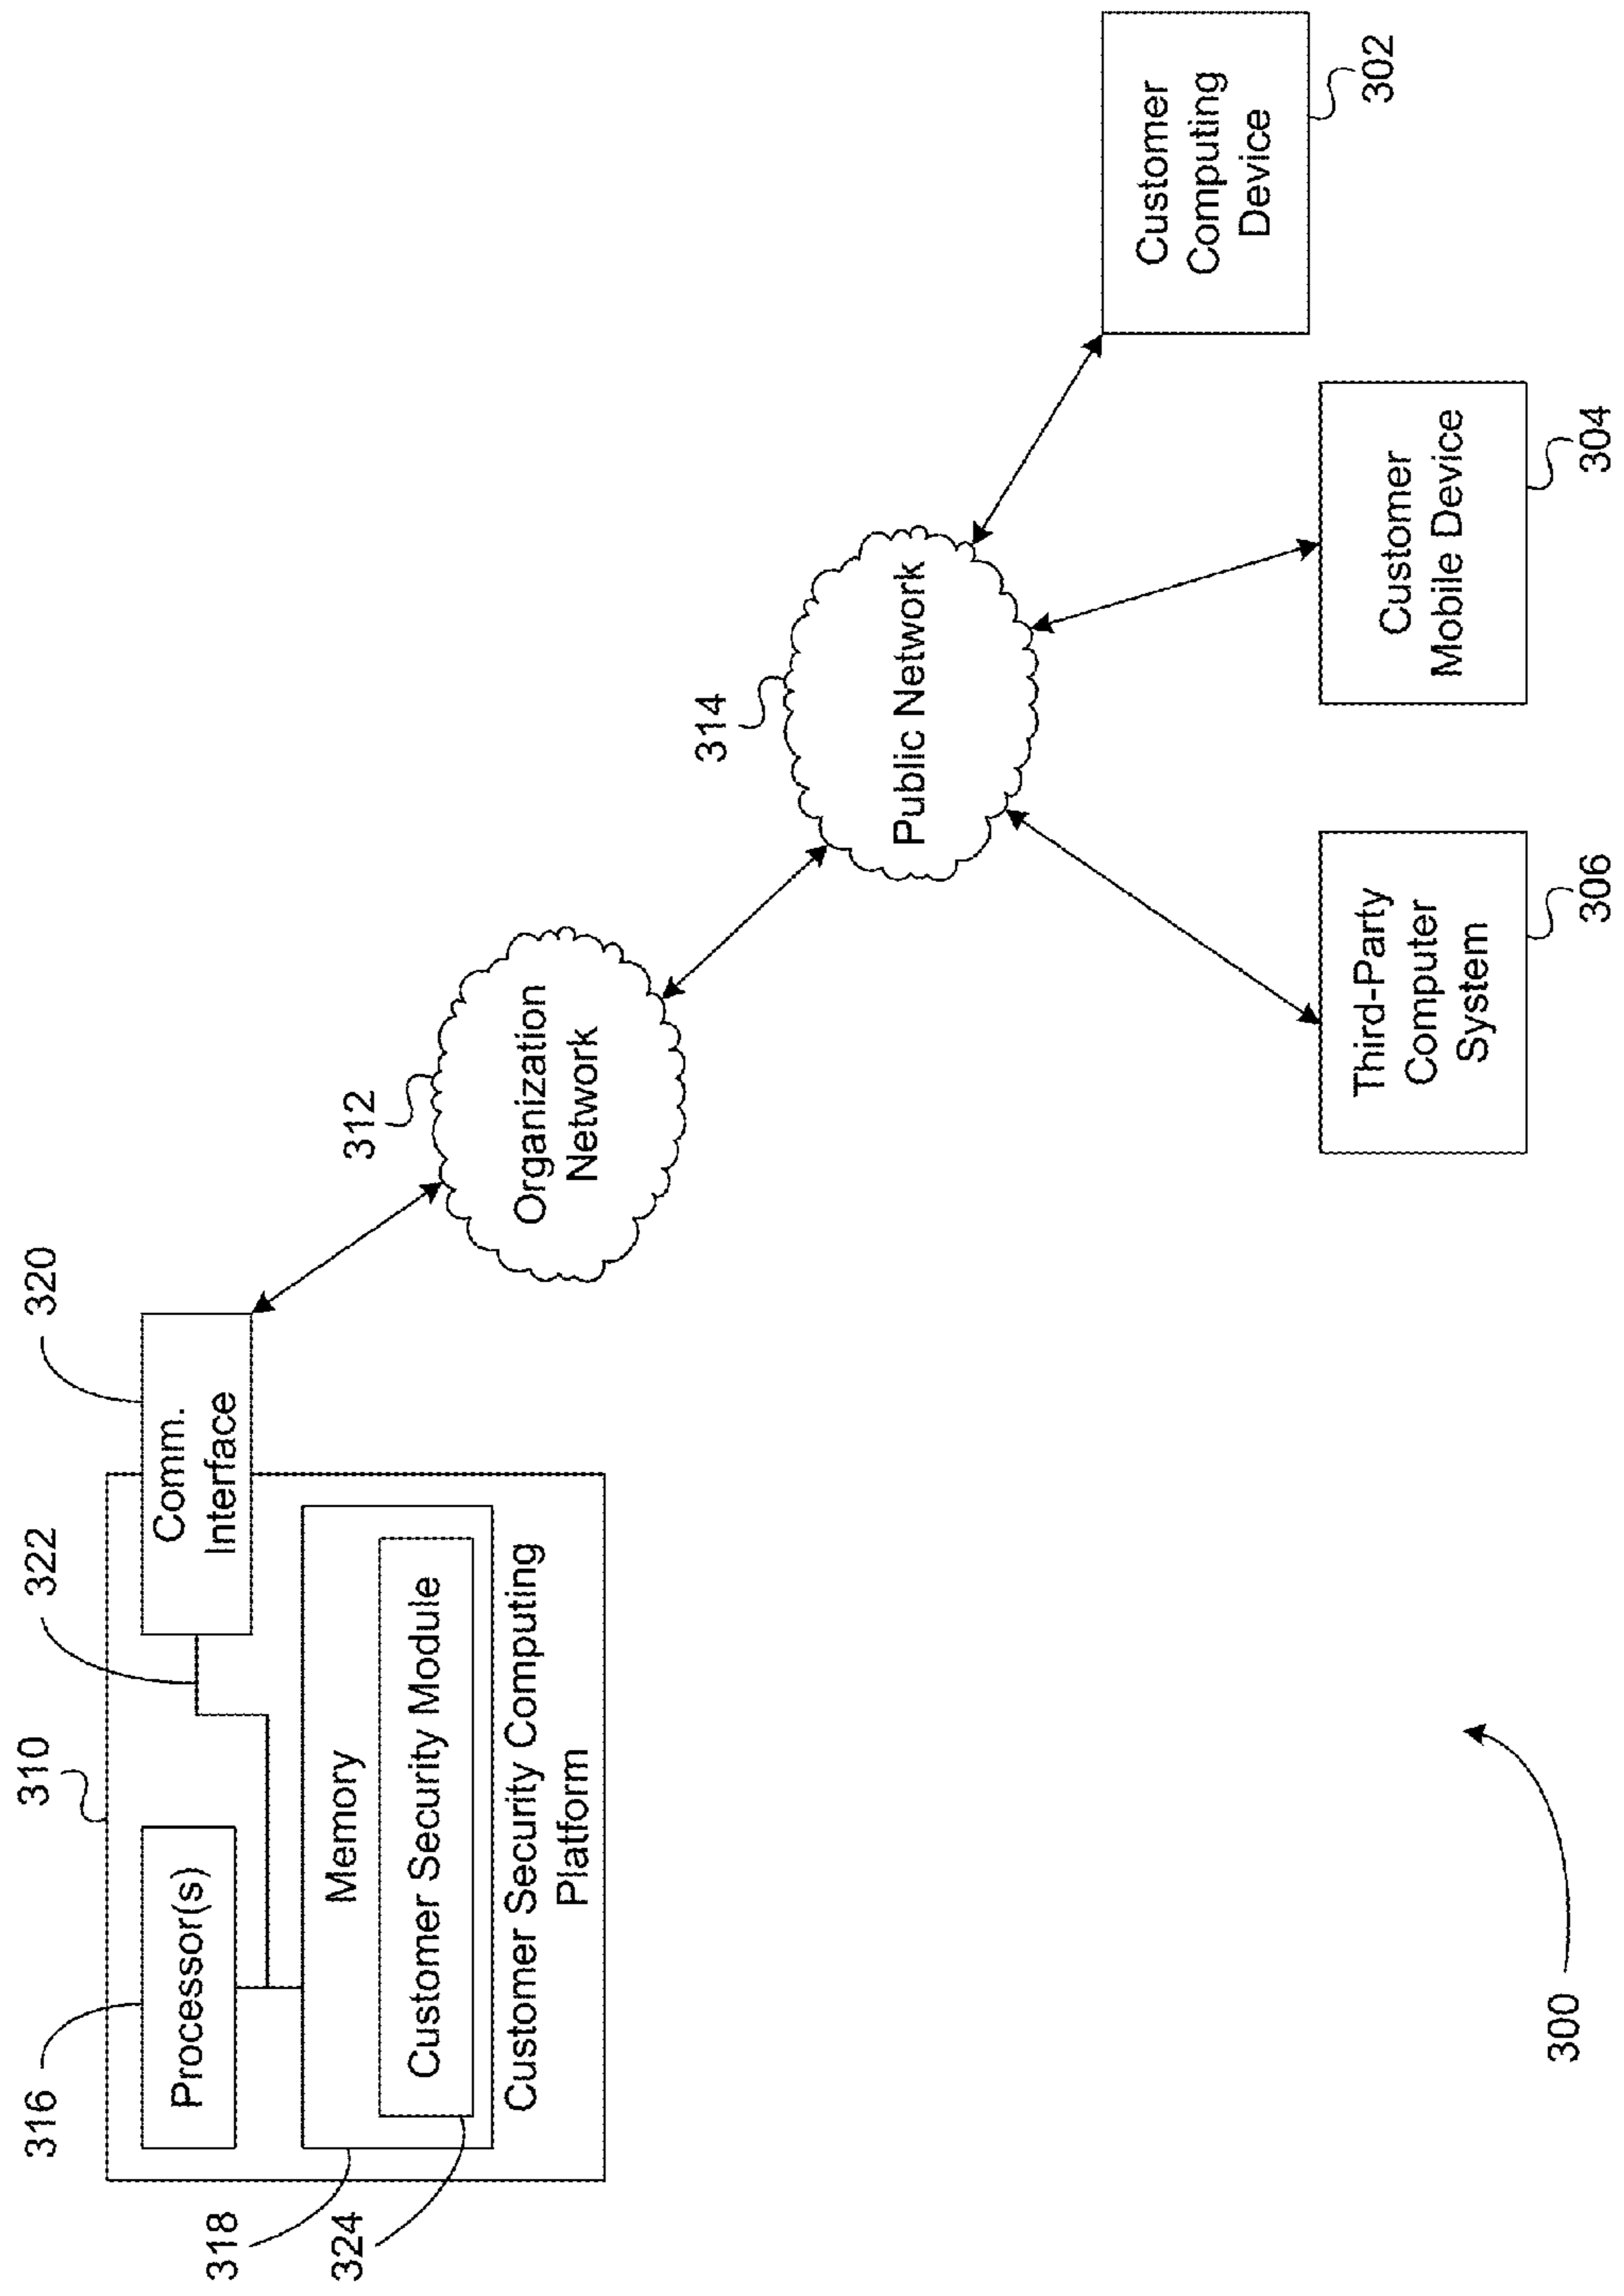 310
316
322
320
Processor(s)
Comm.
Interface
318
Memory
324
Customer Security Module
Customer Security Computing
Platform
312
Organization
Network
314
Public Network
Third-Party
Computer
System
306
Customer
Mobile Device
304
Customer
Computing
Device
302
300